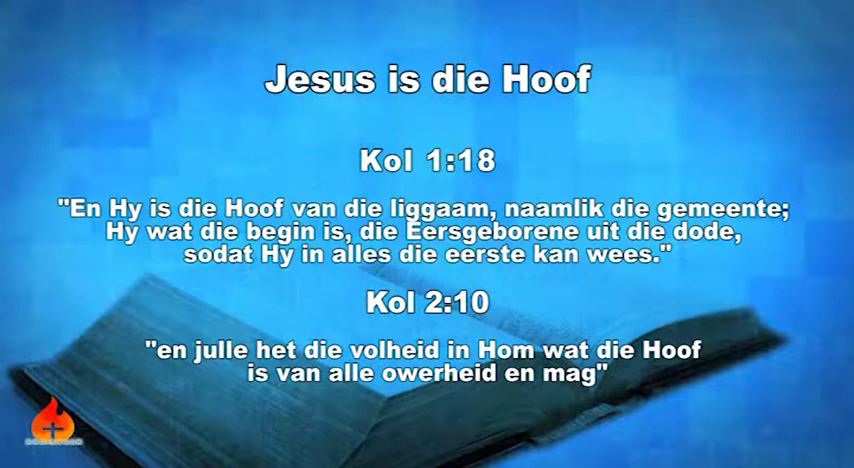 Jesus is die Hoof
Kol 1:18
"En Hy is die Hoof van die liggaam, naamlik die gemeente;
Hy wat die begin is, die Eersgeborene uit die dode,
sodat Hy in alles die eerste kan wees."
Kol 2:10
"en julle het die volheid in Hom wat die Hoof
is van alle owerheid en mag"